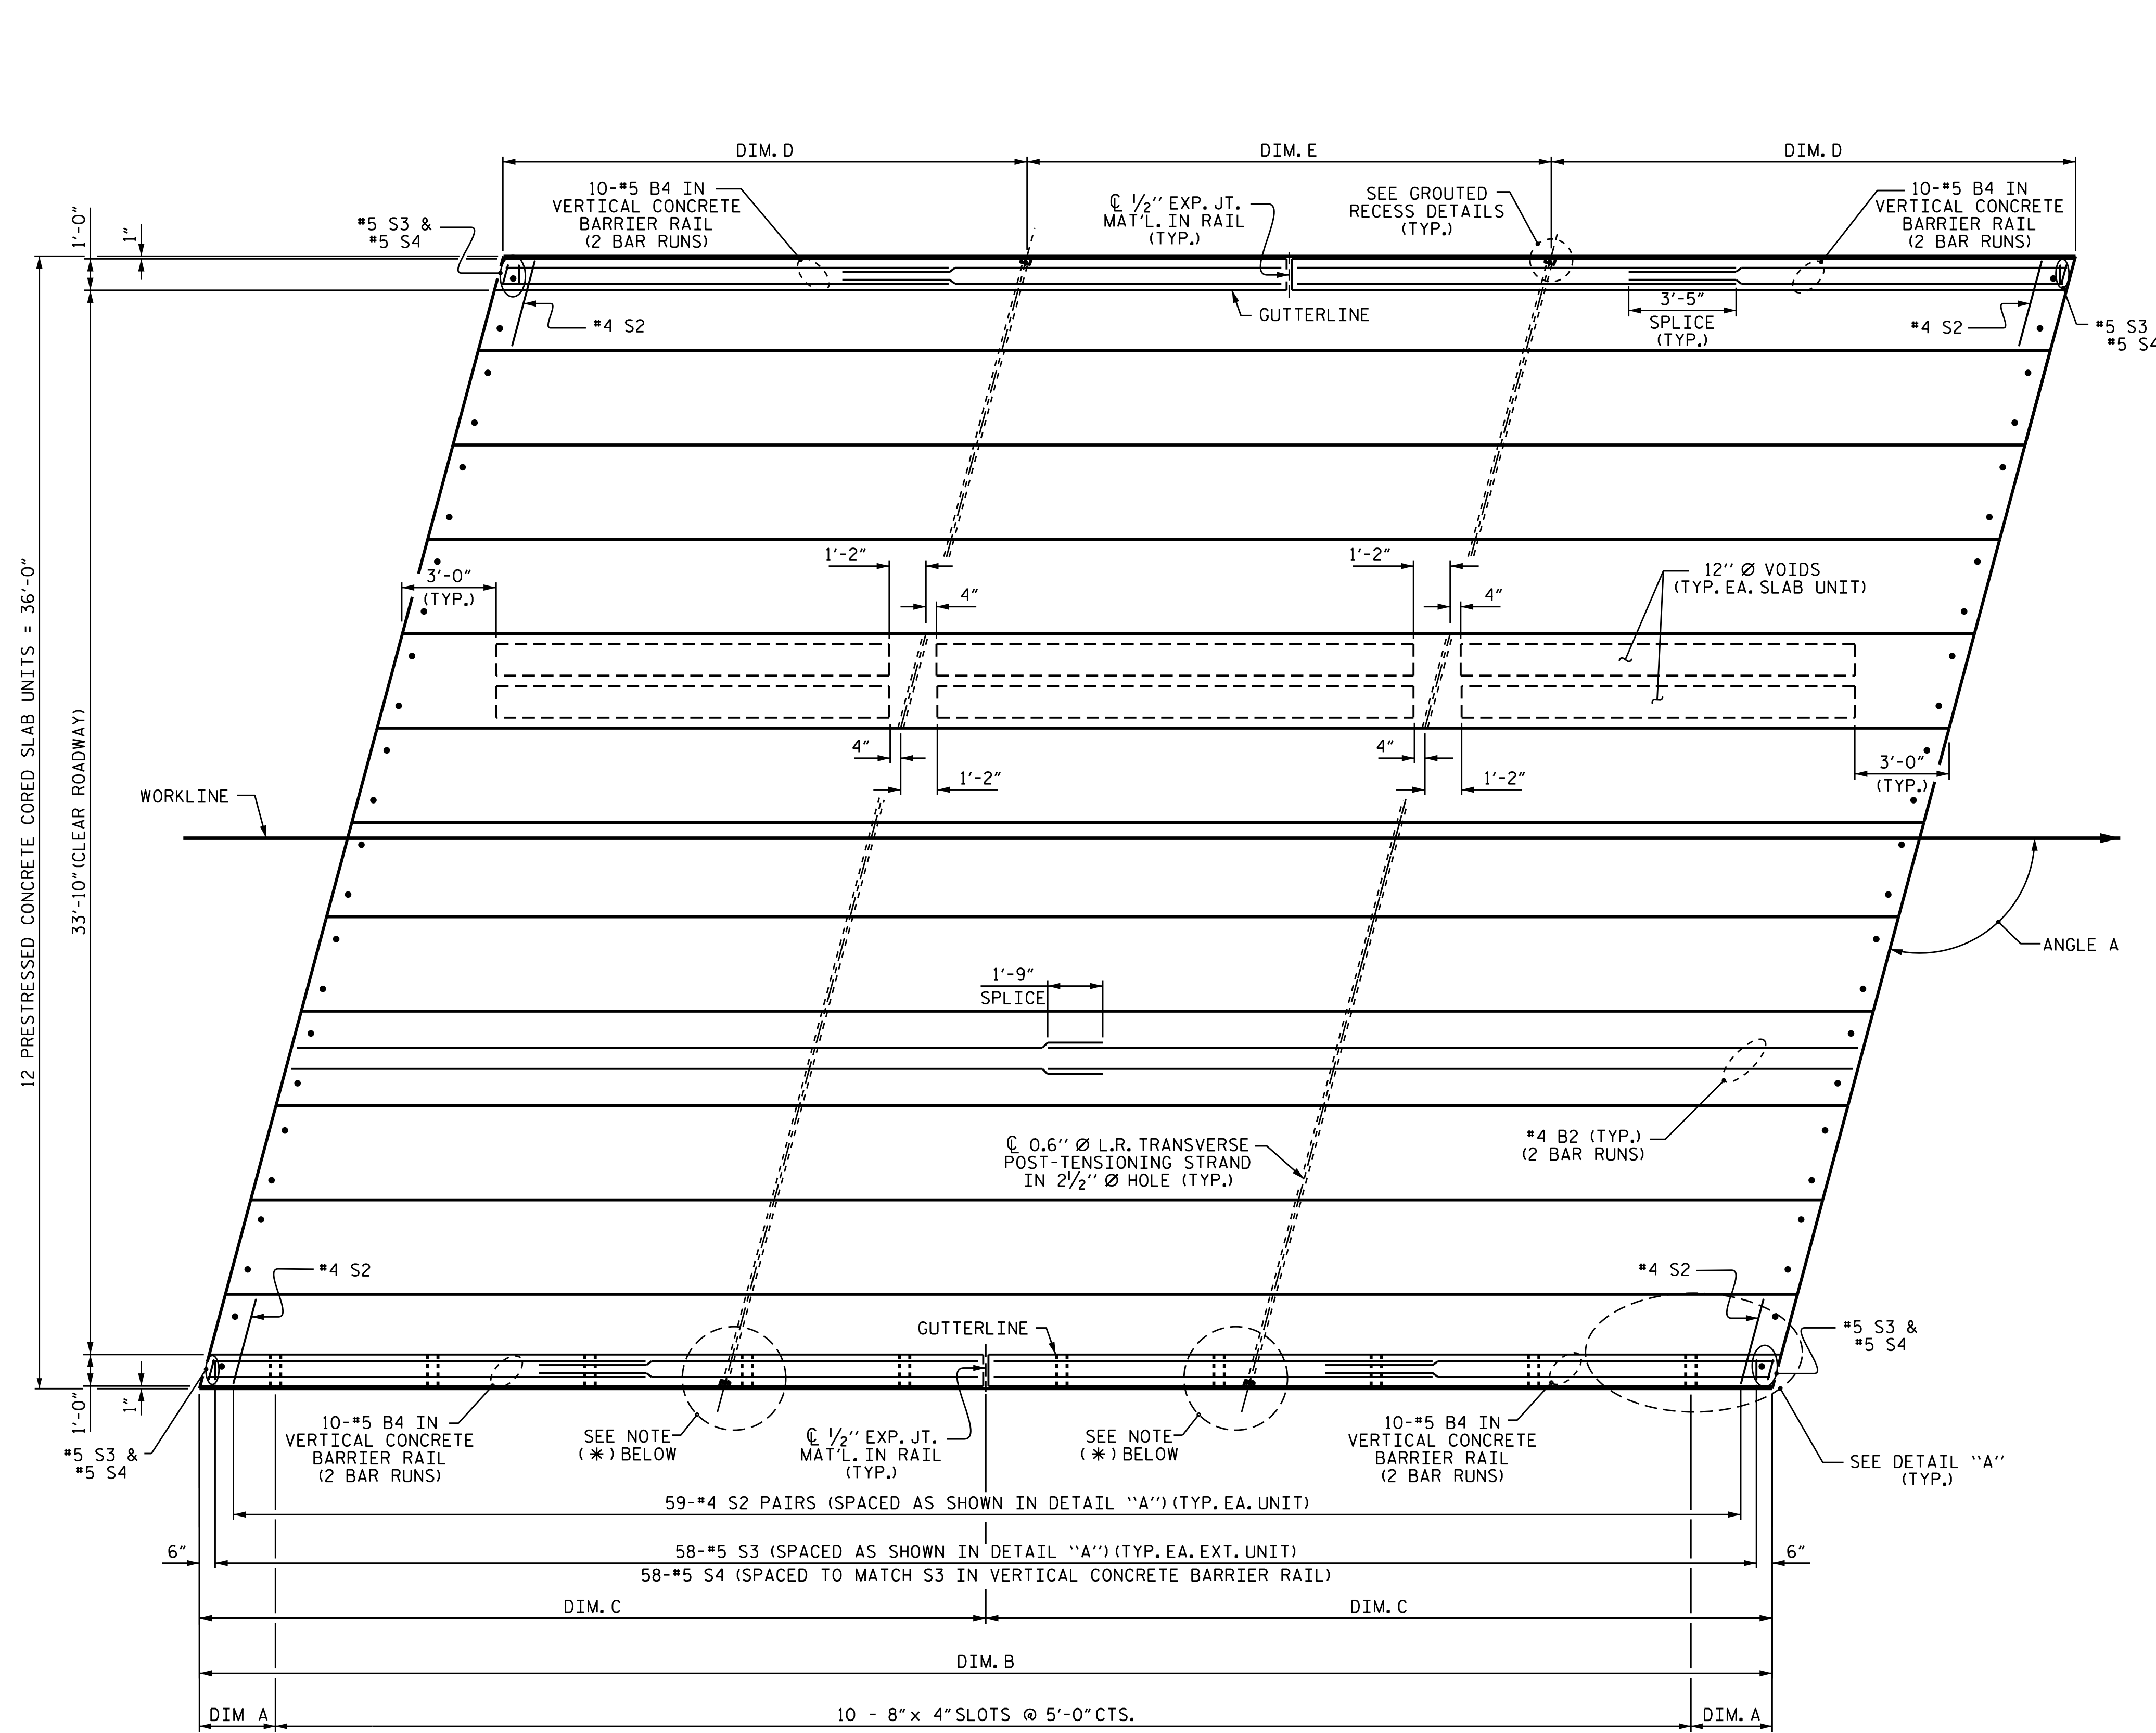 DIM. D
DIM. E
DIM. D
10-#5 B4 IN
VERTICAL CONCRETE
BARRIER RAIL
(2 BAR RUNS)
℄ 1/2" EXP. JT.
MAT'L. IN RAIL
(TYP.)
SEE GROUTED
RECESS DETAILS
(TYP.)
10-#5 B4 IN
VERTICAL CONCRETE
BARRIER RAIL
(2 BAR RUNS)
1'-0"
1"
#5 S3 &
#5 S4
#4 S2
GUTTERLINE
3'-5"
SPLICE
(TYP.)
#4 S2
#5 S3
#5 S4
12 PRESTRESSED CONCRETE CORED SLAB UNITS = 36'-0"
33'-10" (CLEAR ROADWAY)
3'-0"
(TYP.)
1'-2"
4"
1'-2"
4"
12" Ø VOIDS
(TYP. EA. SLAB UNIT)
4"
1'-2"
4"
1'-2"
3'-0"
(TYP.)
WORKLINE
ANGLE A
1'-9"
SPLICE
℄ 0.6" Ø L.R. TRANSVERSE
POST-TENSIONING STRAND
IN 2 1/2" Ø HOLE (TYP.)
#4 B2 (TYP.)
(2 BAR RUNS)
#4 S2
#4 S2
GUTTERLINE
#5 S3 &
#5 S4
1'-0"
1"
#5 S3 &
#5 S4
10-#5 B4 IN
VERTICAL CONCRETE
BARRIER RAIL
(2 BAR RUNS)
SEE NOTE
(*) BELOW
℄ 1/2" EXP. JT.
MAT'L. IN RAIL
(TYP.)
SEE NOTE
(*) BELOW
10-#5 B4 IN
VERTICAL CONCRETE
BARRIER RAIL
(2 BAR RUNS)
SEE DETAIL "A"
(TYP.)
59-#4 S2 PAIRS (SPACED AS SHOWN IN DETAIL "A") (TYP. EA. UNIT)
6"
58-#5 S3 (SPACED AS SHOWN IN DETAIL "A") (TYP. EA. EXT. UNIT)
6"
58-#5 S4 (SPACED TO MATCH S3 IN VERTICAL CONCRETE BARRIER RAIL)
DIM. C
DIM. C
DIM. B
DIM A
10 - 8" x 4" SLOTS @ 5'-0" CTS.
DIM. A